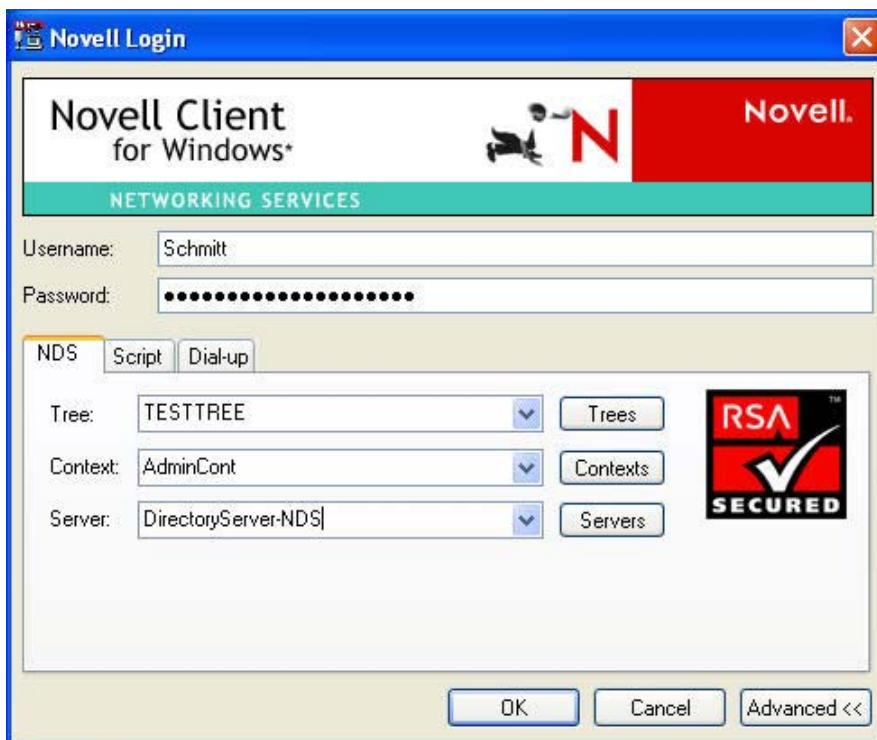 Novell Login
Novell Client
for Windows*
N
Novell.
NETWORKING SERVICES
Username: Schmitt
Password: ••••••••••••••••••••
NDS Script Dial-up
Tree: TESTTREE Trees
Context: AdminCont Contexts
Server: DirectoryServer-NDS Servers
RSA ™
SECURED
OK Cancel Advanced <<